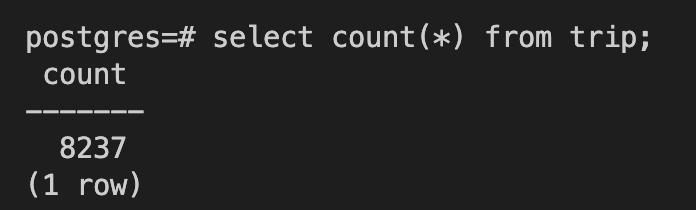 postgres=# select count(*) from trip;
count
-------
8237
(1 row)